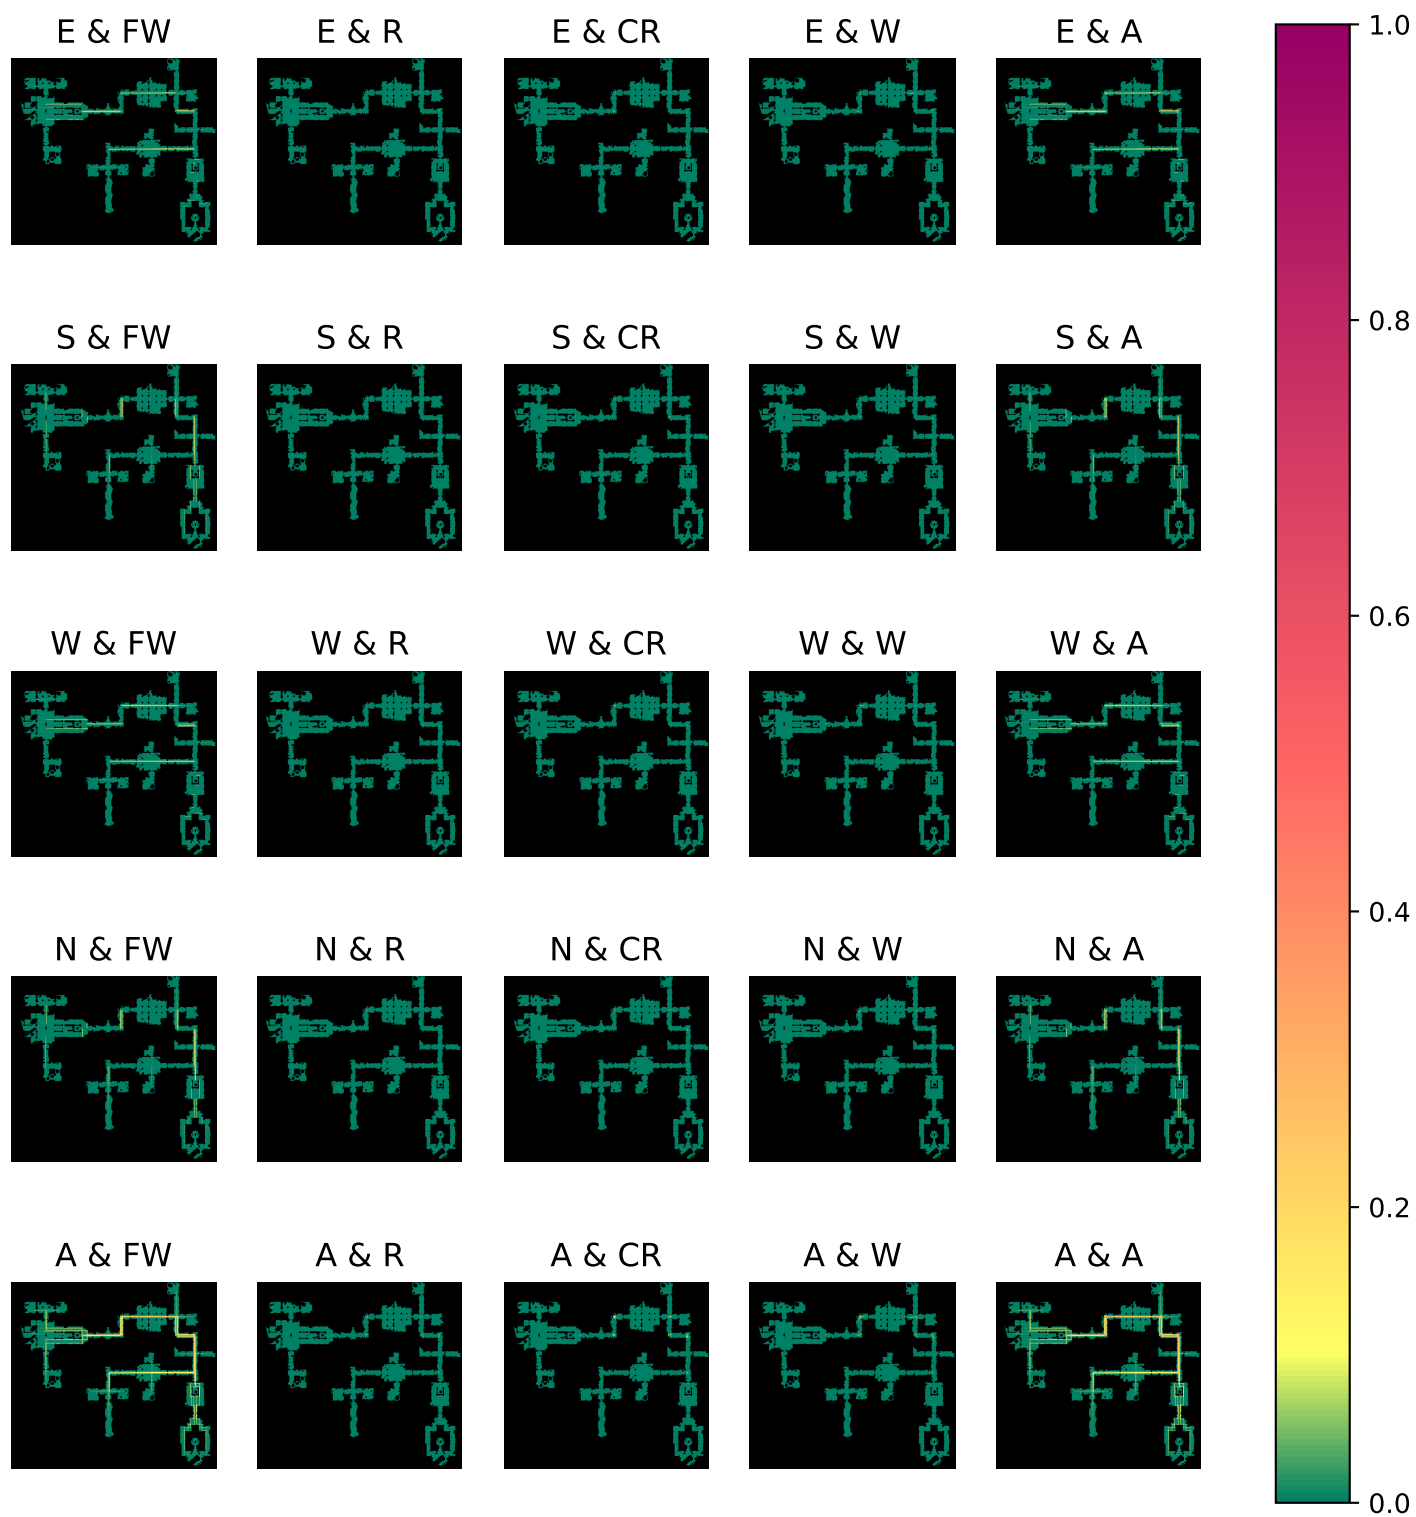 E & FW E & R E & CR E & W E & A
S & FW S & R S & CR S & W S & A
W & FW W & R W & CR W & W W & A
N & FW N & R N & CR N & W N & A
A & FW A & R A & CR A & W A & A
1.0
0.8
0.6
0.4
0.2
0.0